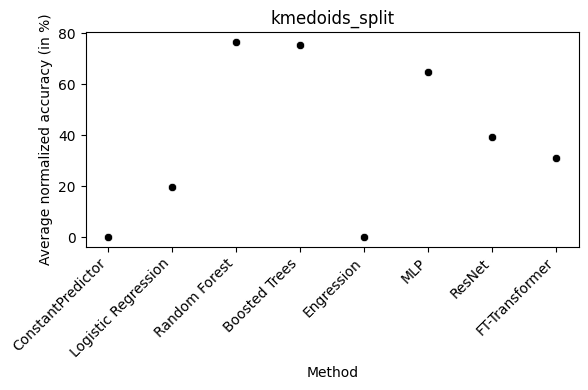 kmedoids_split
Average normalized accuracy (in %)
80
60
40
20
0
ConstantPredictor
Logistic Regression
Random Forest
Boosted Trees
Engression
MLP
ResNet
FT-Transformer
Method